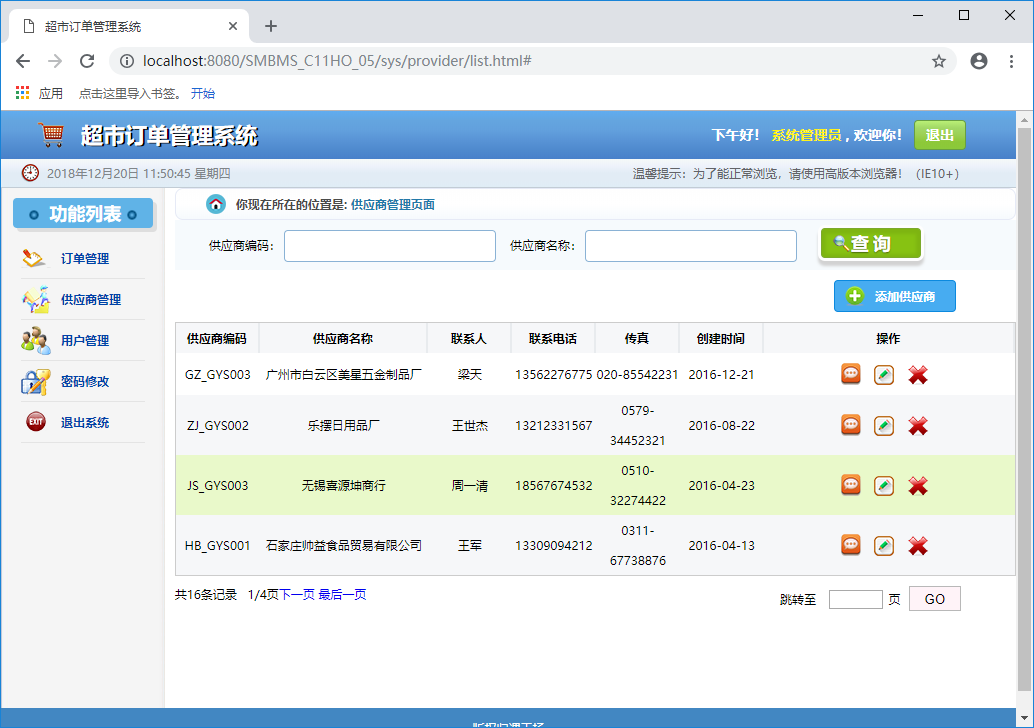 超市订单管理系统
localhost:8080/SMBMS_C11HO_05/sys/provider/list.html#
应用 点击这里导入书签。 开始
超市订单管理系统 下午好！ 系统管理员，欢迎你！ 退出
2018年12月20日 11:50:45 星期四 温馨提示：为了能正常浏览，请使用高版本浏览器！（IE10+）
功能列表
订单管理
供应商管理
用户管理
密码修改
EXIT 退出系统
你现在所在的位置是: 供应商管理页面
供应商编码： 供应商名称： 查 询
添加供应商
供应商编码 供应商名称 联系人 联系电话 传真 创建时间 操作
GZ_GYS003 广州市白云区美星五金制品厂 梁天 13562276775 020-85542231 2016-12-21
ZJ_GYS002 乐摆日用品厂 王世杰 13212331567 0579-34452321 2016-08-22
JS_GYS003 无锡喜源坤商行 周一清 18567674532 0510-32274422 2016-04-23
HB_GYS001 石家庄帅益食品贸易有限公司 王军 13309094212 0311-67738876 2016-04-13
共16条记录 1/4页 下一页 最后一页 跳转至 页 GO